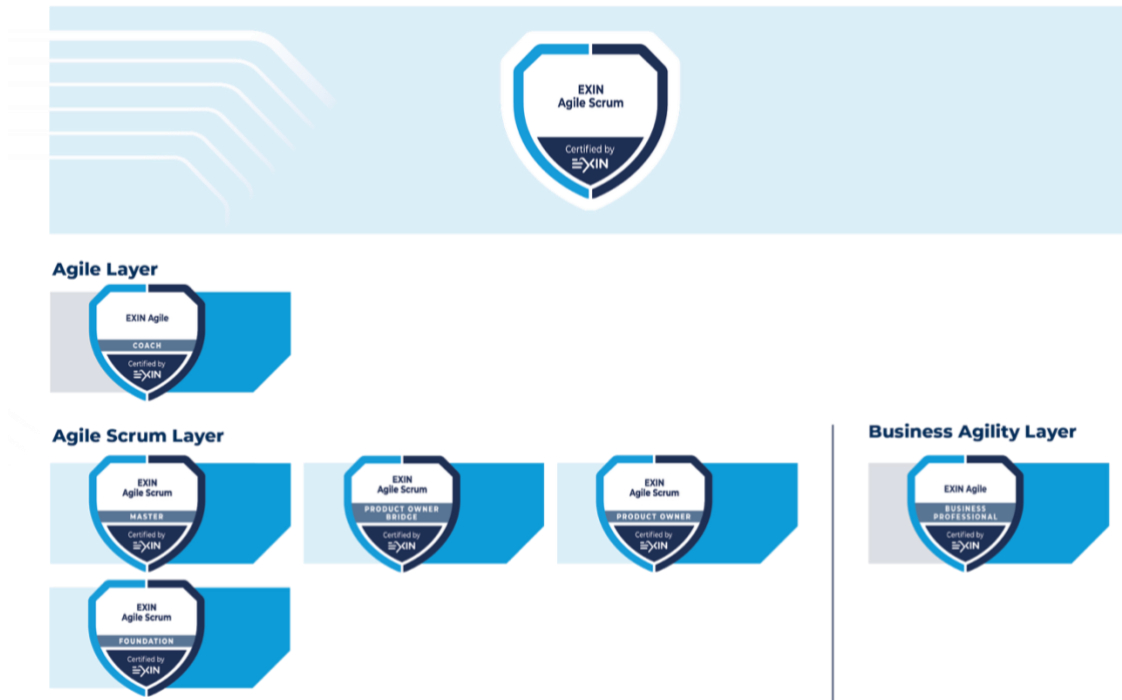 EXIN
Agile Scrum
Certified by
EXIN
Agile Layer
EXIN Agile
COACH
Certified by
EXIN
Agile Scrum Layer
EXIN
Agile Scrum
MASTER
Certified by
EXIN
EXIN
Agile Scrum
PRODUCT OWNER
BRIDGE
Certified by
EXIN
EXIN
Agile Scrum
PRODUCT OWNER
Certified by
EXIN
Business Agility Layer
EXIN Agile
BUSINESS
PROFESSIONAL
Certified by
EXIN
EXIN
Agile Scrum
FOUNDATION
Certified by
EXIN